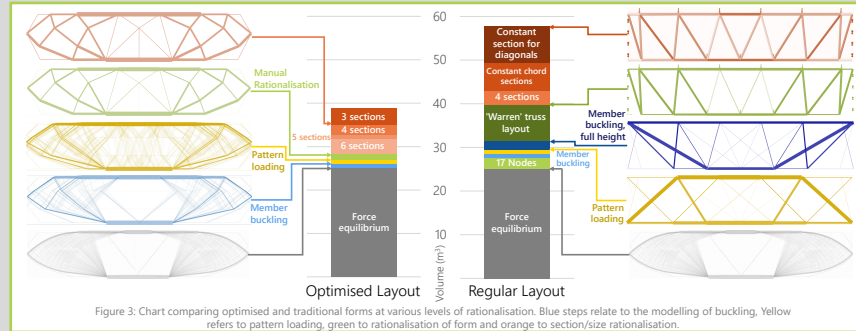 60
50
40
30
20
10
0
Volume (m³)
Manual
Rationalisation
Pattern
loading
Member
buckling
3 sections
4 sections
5 sections
6 sections
Force
equilibrium
Optimised Layout
Constant
section for
diagonals
Constant chord
sections
4 sections
'Warren' truss
layout
17 Nodes
Force
equilibrium
Regular Layout
Member
buckling,
full height
Member
buckling
Pattern
loading
Figure 3: Chart comparing optimised and traditional forms at various levels of rationalisation. Blue steps relate to the modelling of buckling, Yellow
refers to pattern loading, green to rationalisation of form and orange to section/size rationalisation.